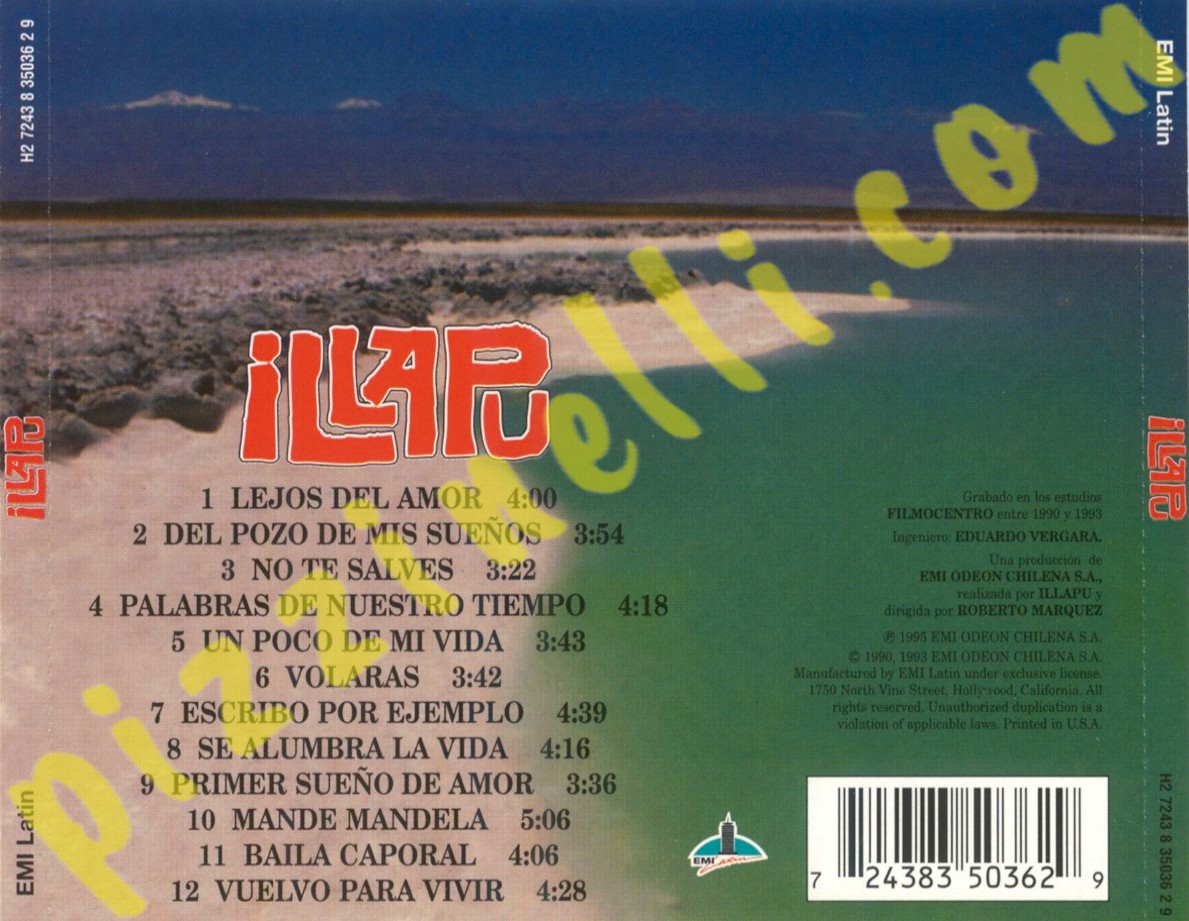 H2 7243 8 35036 2 9
EMI Latin
ILLAPU
ILLAPU
ILLAPU
1 LEJOS DEL AMOR 4:00
2 DEL POZO DE MIS SUEÑOS 3:54
3 NO TE SALVES 3:22
4 PALABRAS DE NUESTRO TIEMPO 4:18
5 UN POCO DE MI VIDA 3:43
6 VOLARAS 3:42
7 ESCRIBO POR EJEMPLO 4:39
8 SE ALUMBRA LA VIDA 4:16
9 PRIMER SUEÑO DE AMOR 3:36
10 MANDE MANDELA 5:06
11 BAILA CAPORAL 4:06
12 VUELVO PARA VIVIR 4:28
Grabado en los estudios
FILMOCENTRO entre 1990 y 1993
Ingeniero: EDUARDO VERGARA.
Una producción de
EMI ODEON CHILENA S.A.,
realizada por ILLAPU y
dirigida por ROBERTO MARQUEZ
℗ 1995 EMI ODEON CHILENA S.A.
© 1990, 1993 EMI ODEON CHILENA S.A.
Manufactured by EMI Latin under exclusive license.
1750 North Vine Street, Hollywood, California. All
rights reserved. Unauthorized duplication is a
violation of applicable laws. Printed in U.S.A.
EMI Latin
EMI Latin
7 24383 50362 9
H2 7243 8 35036 2 9
pizzinelli.com